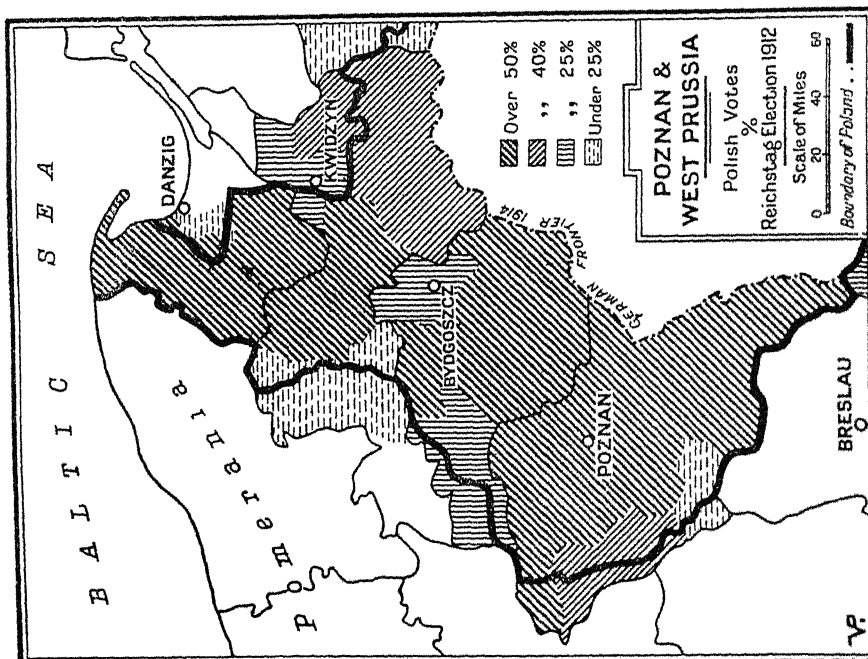 BALTIC SEA
Pomerania
DANZIG
KWIDZYN
BYDGOSZCZ
POZNAN
BRESLAU
GERMAN FRONTIER 1914
Over 50%
,, 40%
,, 25%
Under 25%
POZNAN &
WEST PRUSSIA
Polish Votes
%
Reichstag Election 1912
Scale of Miles
0 20 40 60
Boundary of Poland . .